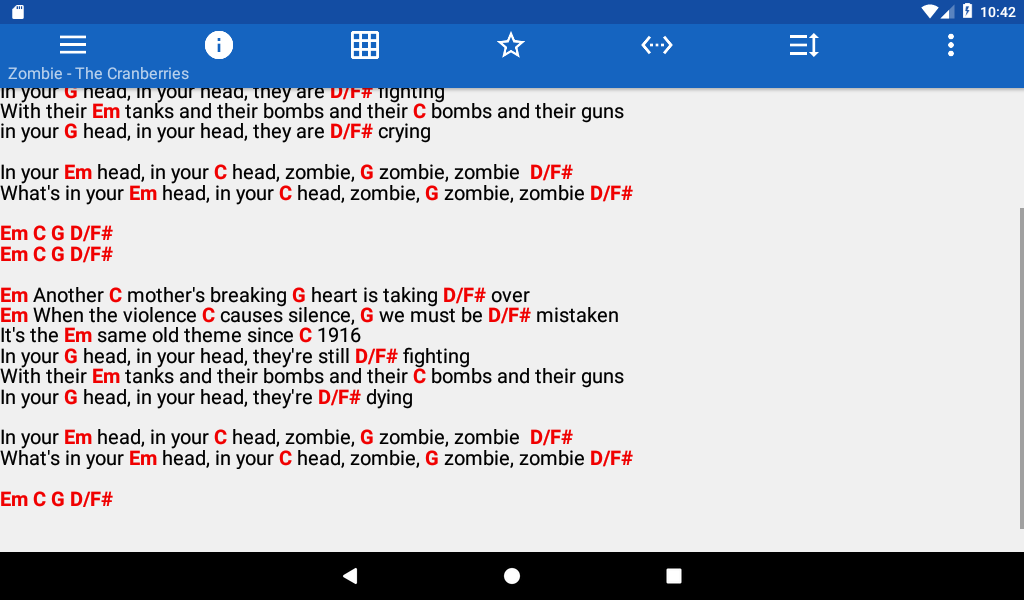 10:42
Zombie - The Cranberries
In your G head, in your head, they are D/F# fighting
With their Em tanks and their bombs and their C bombs and their guns
in your G head, in your head, they are D/F# crying
In your Em head, in your C head, zombie, G zombie, zombie  D/F#
What's in your Em head, in your C head, zombie, G zombie, zombie D/F#
Em C G D/F#
Em C G D/F#
Em Another C mother's breaking G heart is taking D/F# over
Em When the violence C causes silence, G we must be D/F# mistaken
It's the Em same old theme since C 1916
In your G head, in your head, they're still D/F# fighting
With their Em tanks and their bombs and their C bombs and their guns
In your G head, in your head, they're D/F# dying
In your Em head, in your C head, zombie, G zombie, zombie  D/F#
What's in your Em head, in your C head, zombie, G zombie, zombie D/F#
Em C G D/F#